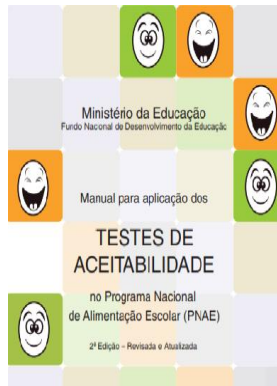 Ministério da Educação
Fundo Nacional de Desenvolvimento da Educação
Manual para aplicação dos
TESTES DE
ACEITABILIDADE
no Programa Nacional
de Alimentação Escolar (PNAE)
2ª Edição – Revisada e Atualizada